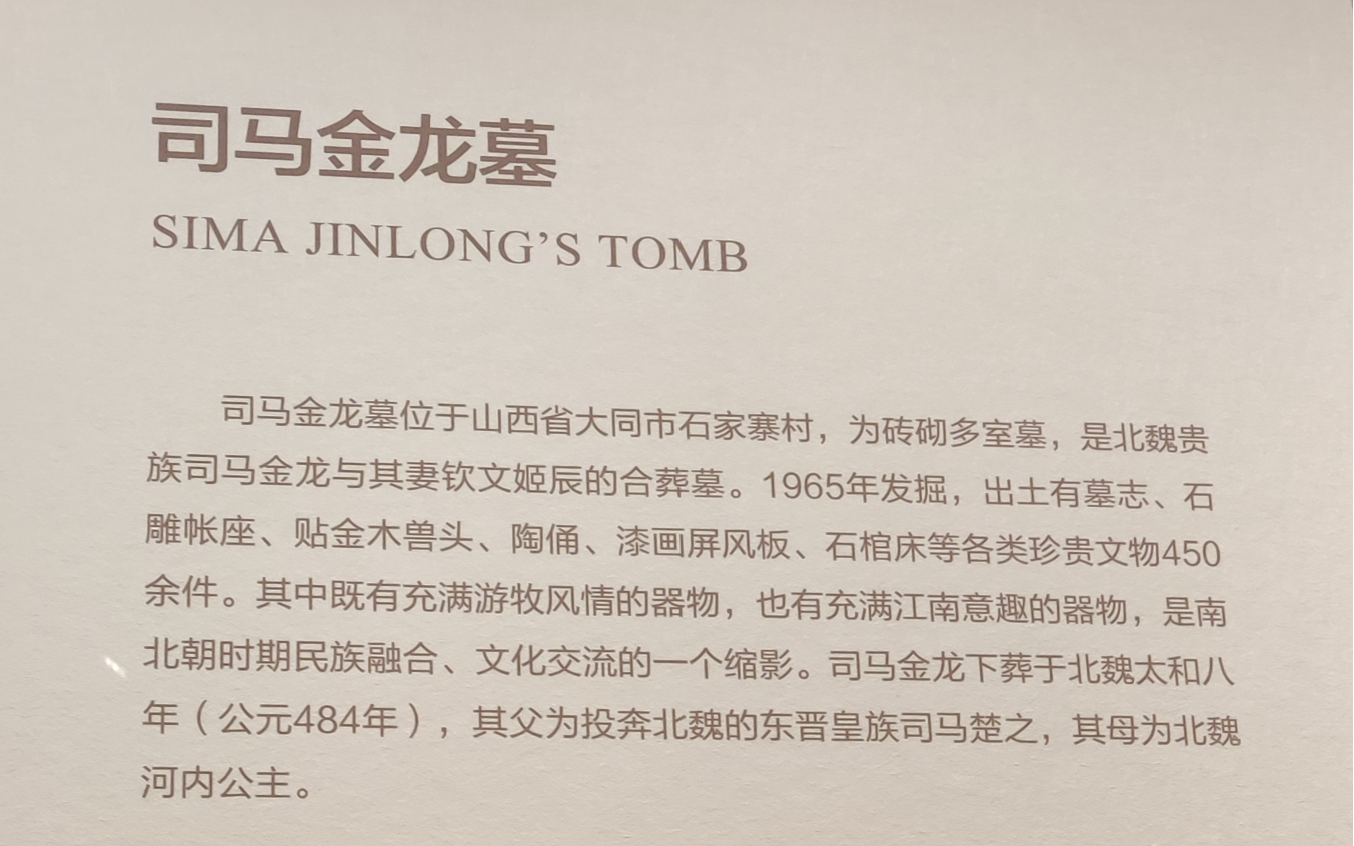 司马金龙墓
SIMA JINLONG’S TOMB
司马金龙墓位于山西省大同市石家寨村，为砖砌多室墓，是北魏贵
族司马金龙与其妻钦文姬辰的合葬墓。1965年发掘，出土有墓志、石
雕帐座、贴金木兽头、陶俑、漆画屏风板、石棺床等各类珍贵文物450
余件。其中既有充满游牧风情的器物，也有充满江南意趣的器物，是南
北朝时期民族融合、文化交流的一个缩影。司马金龙下葬于北魏太和八
年（公元484年），其父为投奔北魏的东晋皇族司马楚之，其母为北魏
河内公主。